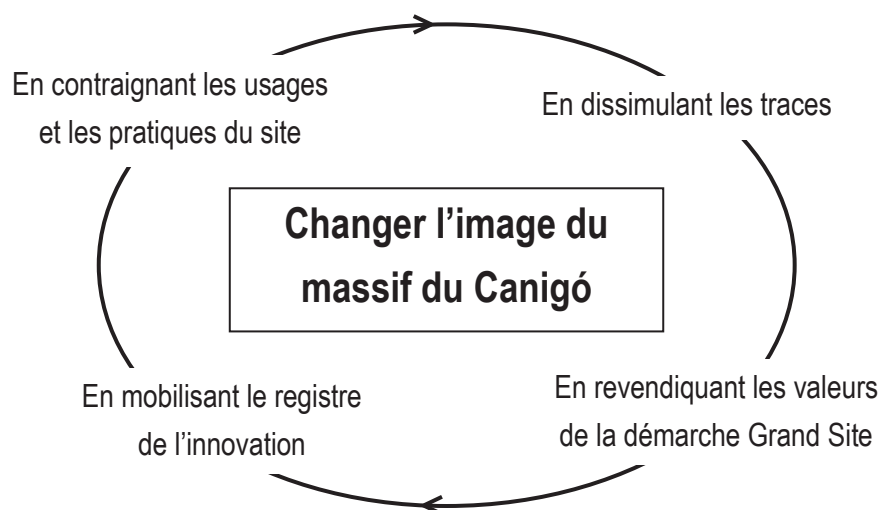 En contraignant les usages
et les pratiques du site
En dissimulant les traces
Changer l'image du
massif du Canigó
En mobilisant le registre
de l'innovation
En revendiquant les valeurs
de la démarche Grand Site